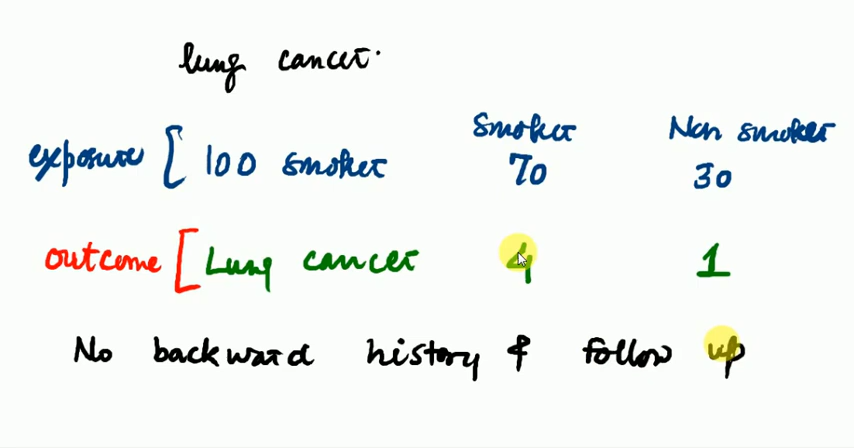 lung cancer.
Smoker Non smoker
exposure [ 100 smoker 70 30
outcome [ Lung cancer 4 1
No backward history & follow up